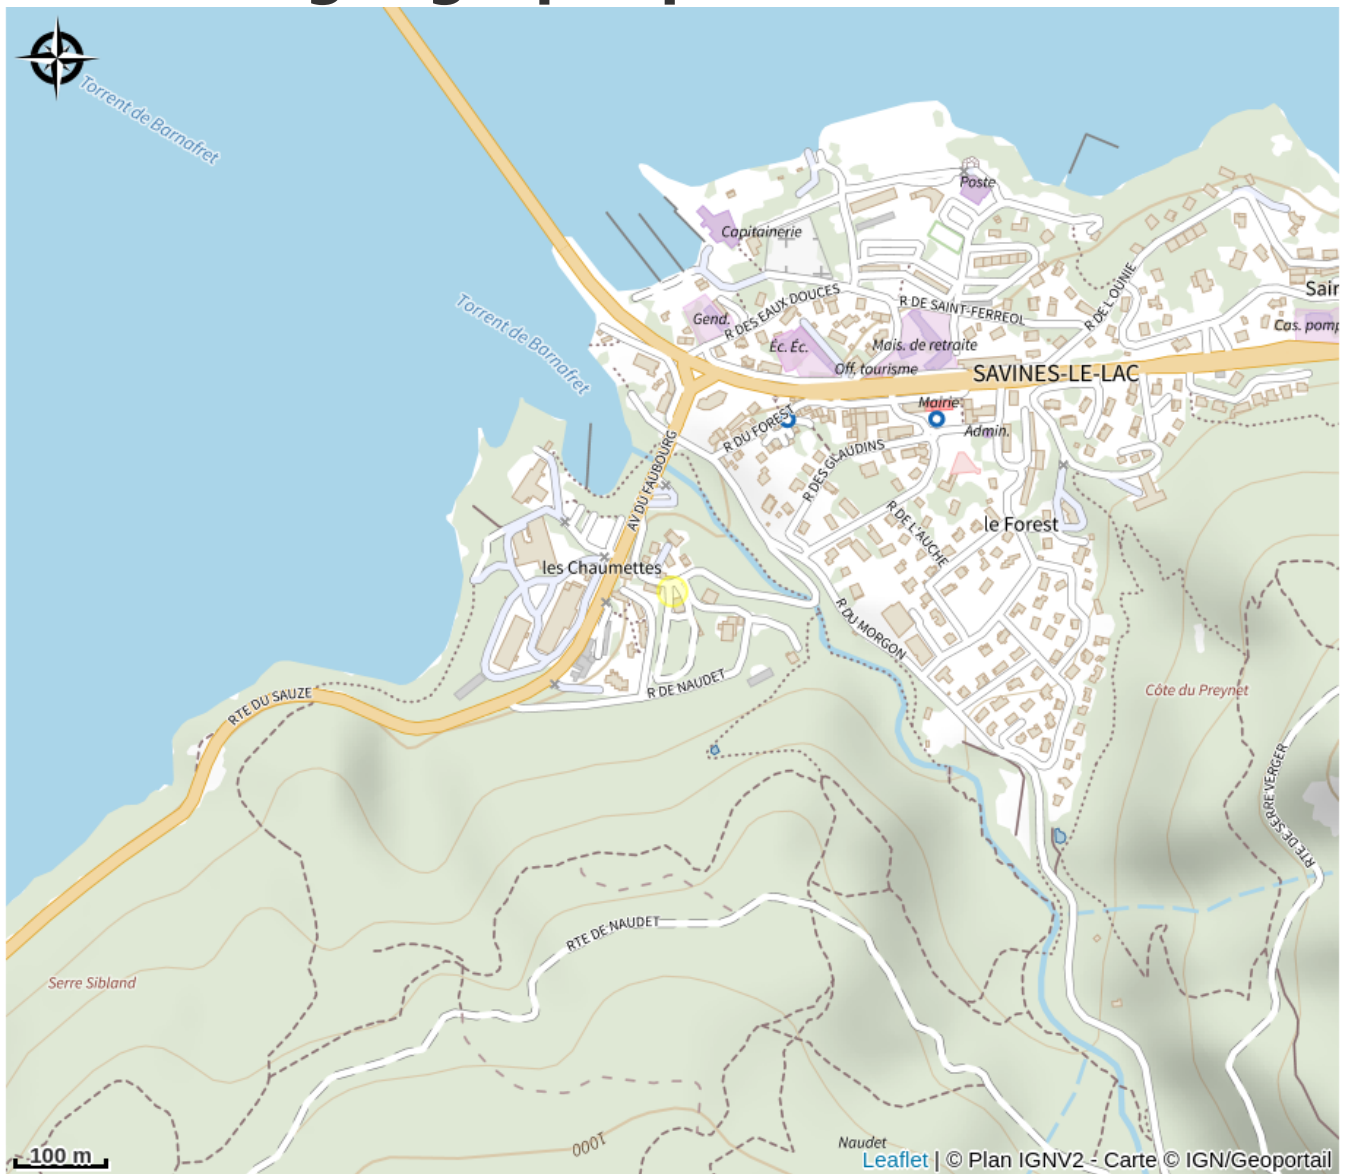 Torrent de Barnafret
Poste
Capitainerie
R DE L'OUNIE
Torrent de Barnafret
R DES EAUX DOUCES
R DE SAINT-FERREOL
Gend.
Cas. pomp
Éc. Éc.
Mais. de retraite
Off. tourisme
SAVINES-LE-LAC
Mairie
R DU FOREST
Admin.
AV DU FAUBOURG
R DES GLAUDINS
le Forest
R DE L'AUCHE
les Chaumettes
R DU MORGON
R DE NAUDET
RTE DU SAUZE
Côte du Preynet
RTE DE SERRE VERGER
RTE DE NAUDET
Serre Sibland
1000
Naudet
100 m
Leaflet | © Plan IGNV2 - Carte © IGN/Geoportail